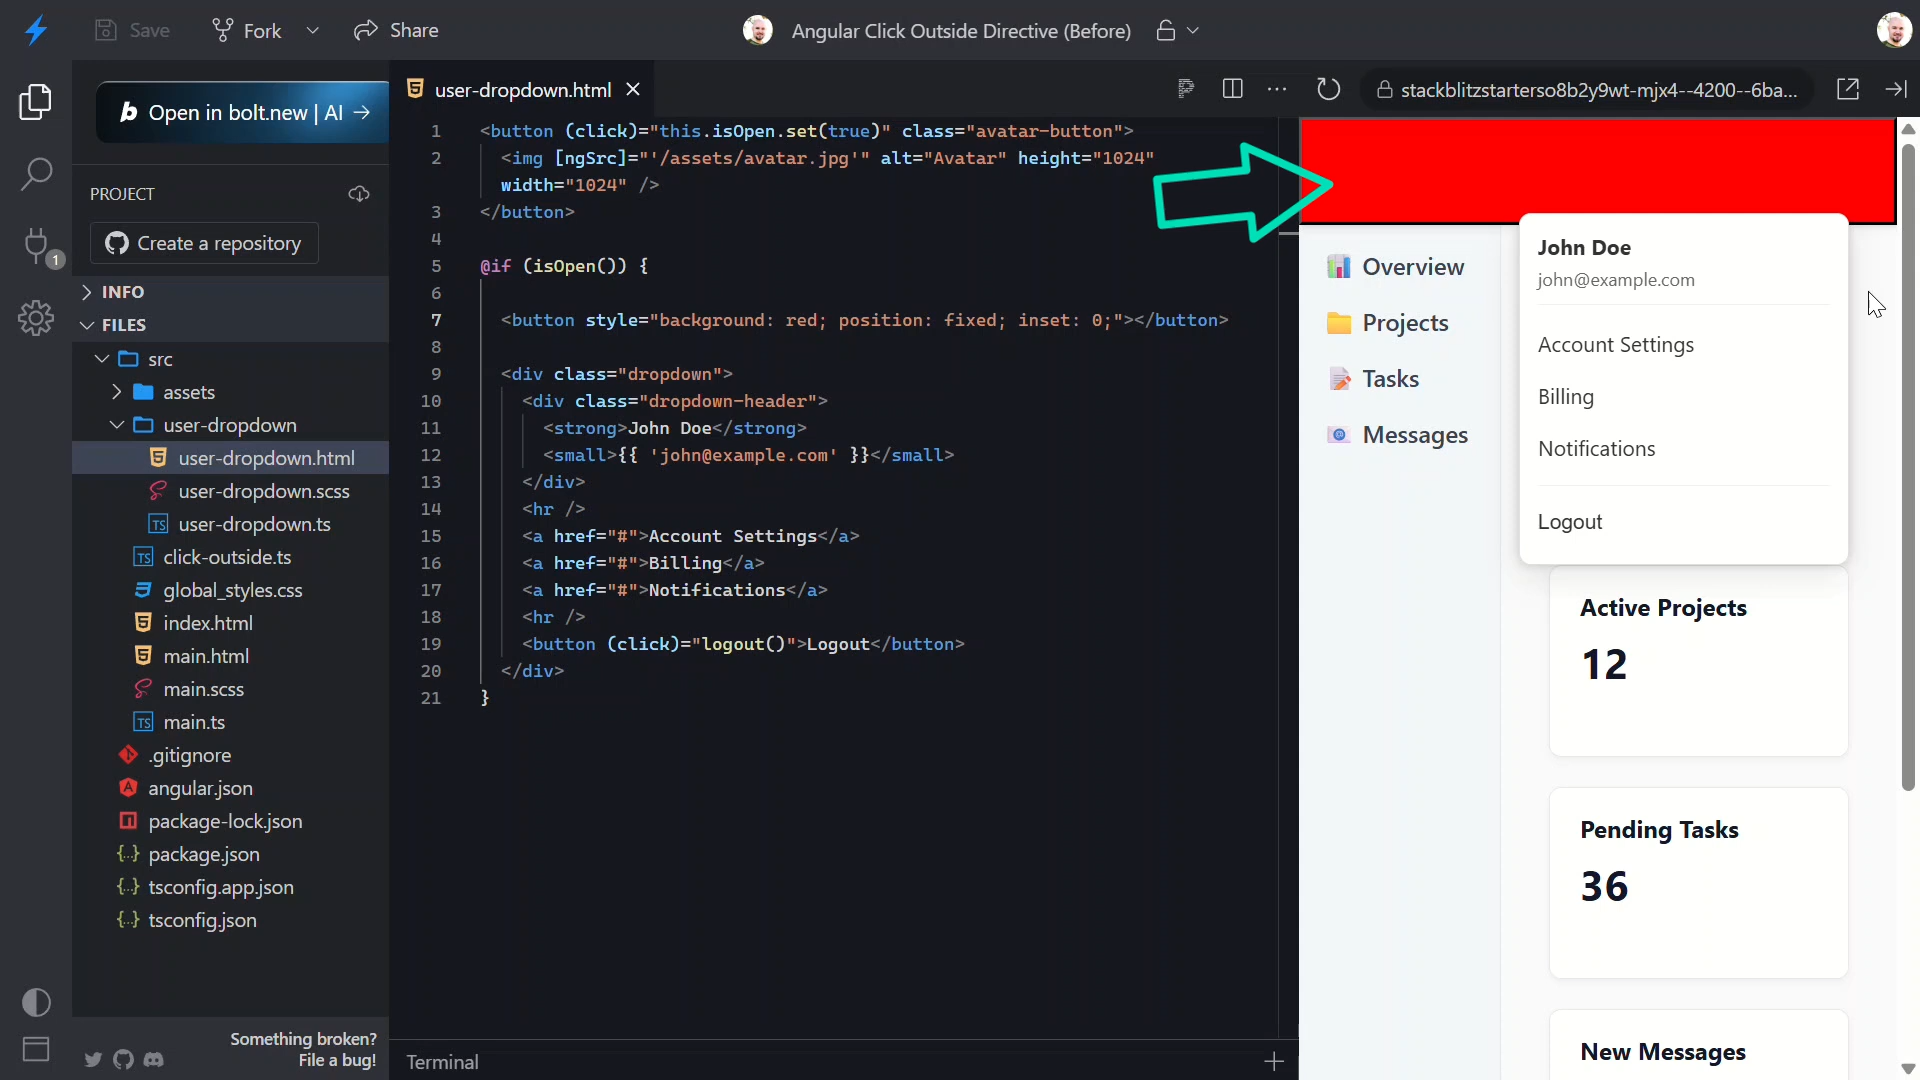 Save
Fork
Share
Angular Click Outside Directive (Before)
b Open in bolt.new | AI
user-dropdown.html
stackblitzstarterso8b2y9wt-mjx4--4200--6ba...
PROJECT
Create a repository
1
INFO
FILES
src
assets
user-dropdown
user-dropdown.html
user-dropdown.scss
TS user-dropdown.ts
TS click-outside.ts
global_styles.css
index.html
main.html
main.scss
TS main.ts
.gitignore
angular.json
package-lock.json
{..} package.json
{..} tsconfig.app.json
{..} tsconfig.json
Something broken?
File a bug!
1 <button (click)="this.isOpen.set(true)" class="avatar-button">
2 <img [ngSrc]="'/assets/avatar.jpg'" alt="Avatar" height="1024"
width="1024" />
3 </button>
4
5 @if (isOpen()) {
6
7 <button style="background: red; position: fixed; inset: 0;"></button>
8
9 <div class="dropdown">
10 <div class="dropdown-header">
11 <strong>John Doe</strong>
12 <small>{{ 'john@example.com' }}</small>
13 </div>
14 <hr />
15 <a href="#">Account Settings</a>
16 <a href="#">Billing</a>
17 <a href="#">Notifications</a>
18 <hr />
19 <button (click)="logout()">Logout</button>
20 </div>
21 }
Terminal
Overview
Projects
Tasks
Messages
John Doe
john@example.com
Account Settings
Billing
Notifications
Logout
Active Projects
12
Pending Tasks
36
New Messages